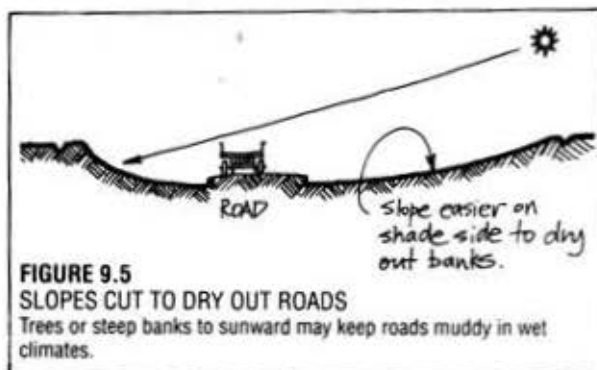 ROAD
slope easier on
shade side to dry
out banks.
FIGURE 9.5
SLOPES CUT TO DRY OUT ROADS
Trees or steep banks to sunward may keep roads muddy in wet
climates.